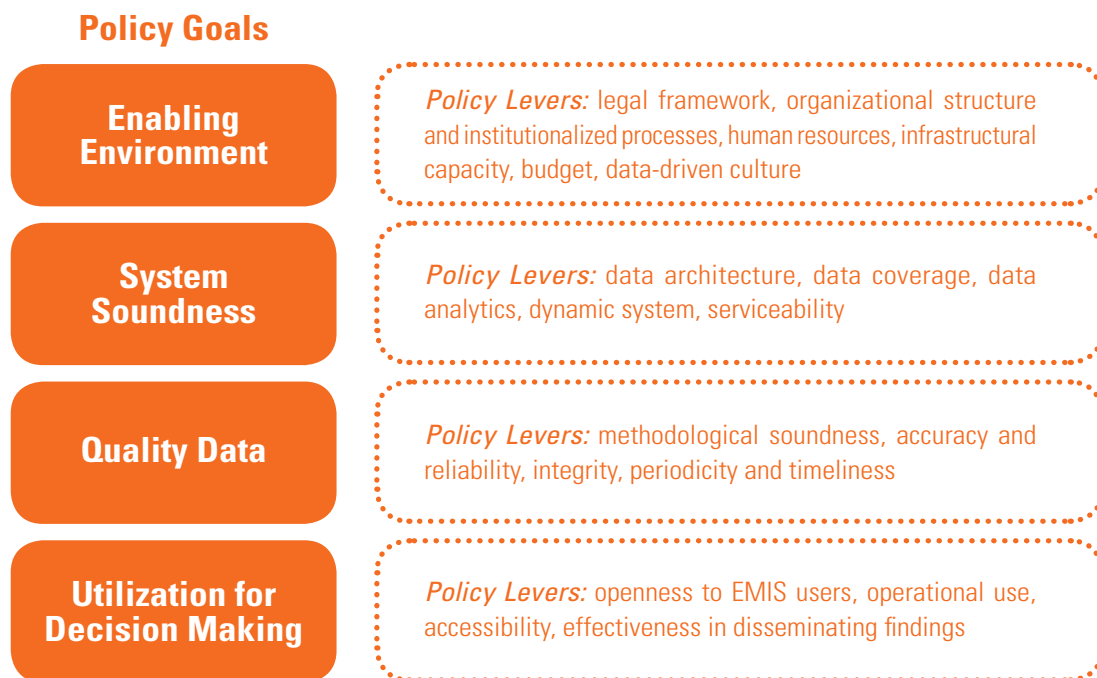 Policy Goals
Enabling
Environment
Policy Levers: legal framework, organizational structure
and institutionalized processes, human resources, infrastructural
capacity, budget, data-driven culture
System
Soundness
Policy Levers: data architecture, data coverage, data
analytics, dynamic system, serviceability
Quality Data
Policy Levers: methodological soundness, accuracy and
reliability, integrity, periodicity and timeliness
Utilization for
Decision Making
Policy Levers: openness to EMIS users, operational use,
accessibility, effectiveness in disseminating findings